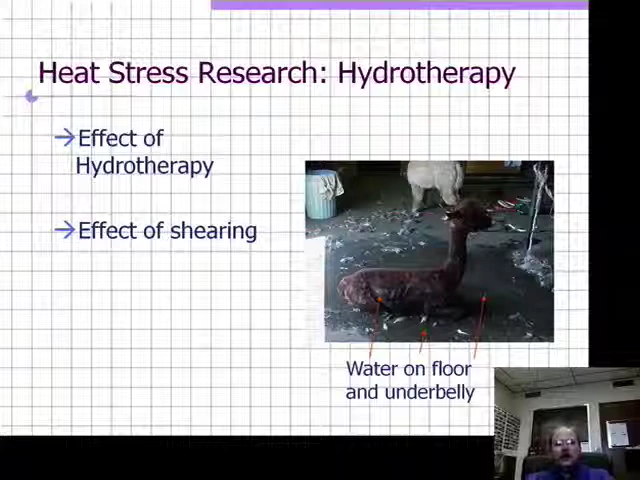 Heat Stress Research: Hydrotherapy
→Effect of
Hydrotherapy
→Effect of shearing
Water on floor
and underbelly